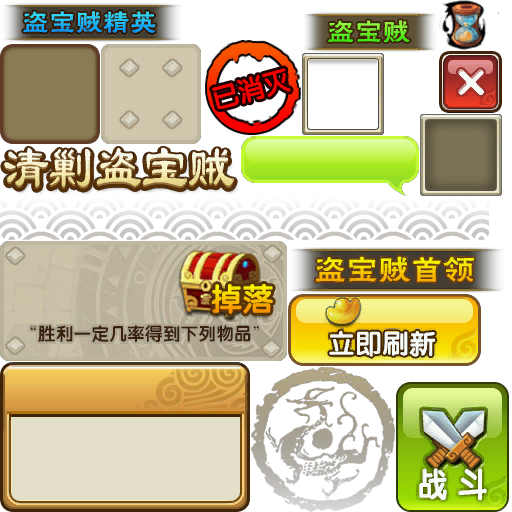 盗宝贼精英
盗宝贼
已消灭
清剿盗宝贼
掉落
“胜利一定几率得到下列物品”
盗宝贼首领
立即刷新
战斗